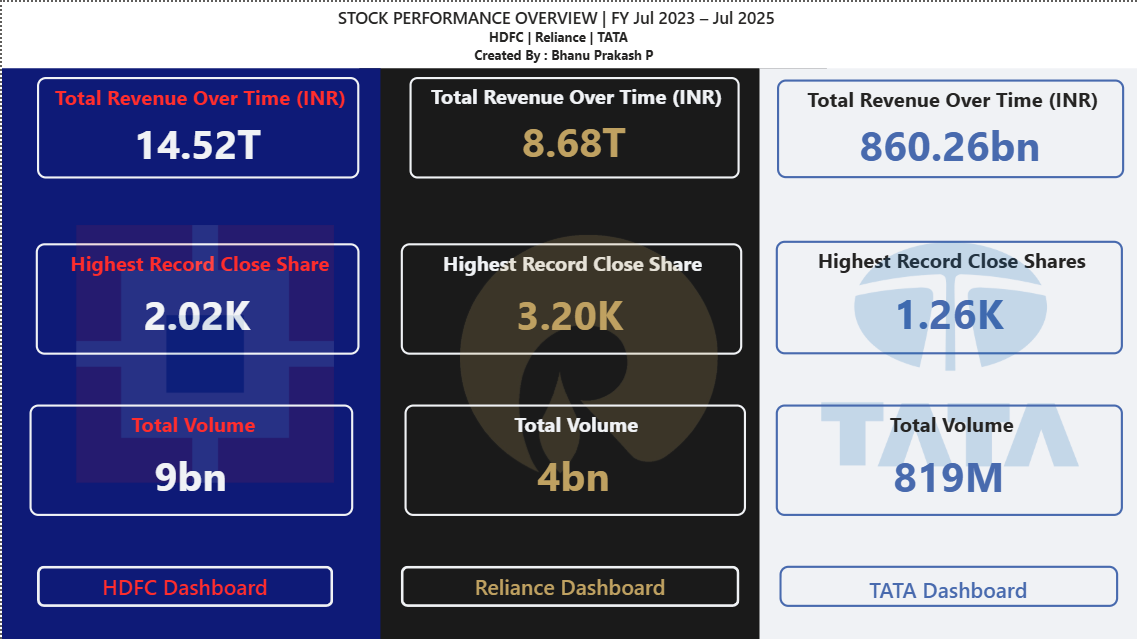 STOCK PERFORMANCE OVERVIEW | FY Jul 2023 – Jul 2025
HDFC | Reliance | TATA
Created By : Bhanu Prakash P
Total Revenue Over Time (INR)
14.52T
Highest Record Close Share
2.02K
Total Volume
9bn
HDFC Dashboard
Total Revenue Over Time (INR)
8.68T
Highest Record Close Share
3.20K
Total Volume
4bn
Reliance Dashboard
Total Revenue Over Time (INR)
860.26bn
Highest Record Close Shares
1.26K
TATA
Total Volume
819M
TATA Dashboard